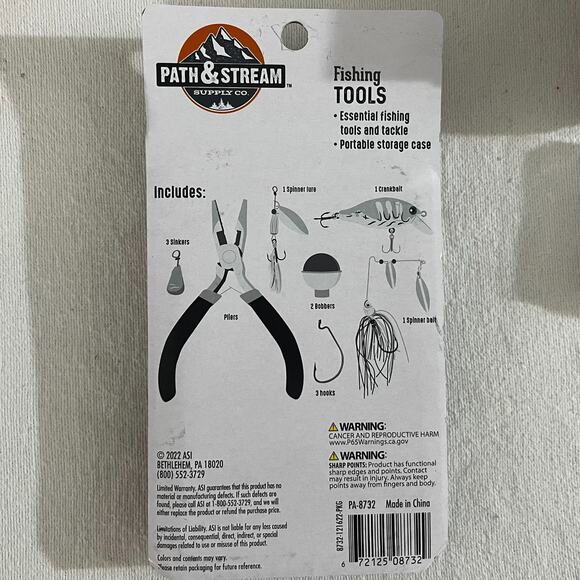 PATH & STREAM™
SUPPLY CO.
Fishing
TOOLS
• Essential fishing
tools and tackle
• Portable storage case
Includes:
1 Spinner lure
1 Crankbait
3 Sinkers
Pliers
2 Bobbers
1 Spinner bait
3 hooks
⚠ WARNING:
CANCER AND REPRODUCTIVE HARM
www.P65Warnings.ca.gov
⚠ WARNING:
SHARP POINTS: Product has functional
sharp edges and points. Contact
may result in injury. Always keep
points away from fingers and body.
© 2022 ASI
BETHLEHEM, PA 18020
(800) 552-3729
Limited Warranty. ASI guarantees that this product has no
material or manufacturing defects. If such defects are
found, please call ASI at 1-800-552-3729, and we will
either replace the product or refund the purchase price.
Limitations of Liability. ASI is not liable for any loss caused
by incidental, consequential, direct, indirect, or special
damages related to use or misuse of this product.
Colors and contents may vary.
Please retain packaging for future reference.
8732-121622-PKG
PA-8732 Made in China
6 72125 08732